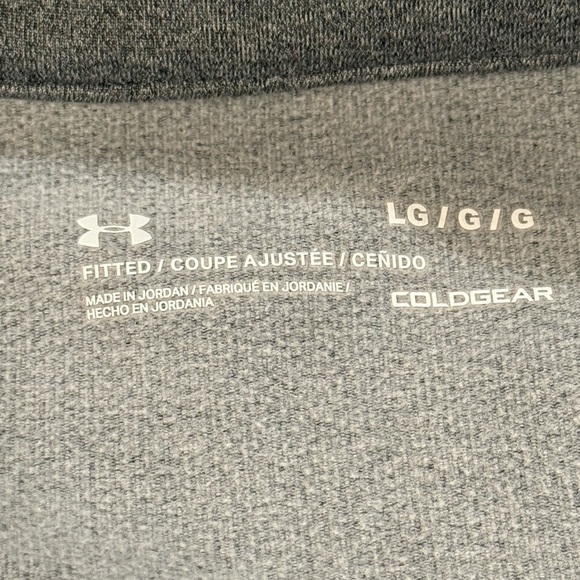 LG / G / G
FITTED / COUPE AJUSTÉE / CEÑIDO
MADE IN JORDAN / FABRIQUÉ EN JORDANIE /
HECHO EN JORDANIA
COLDGEAR